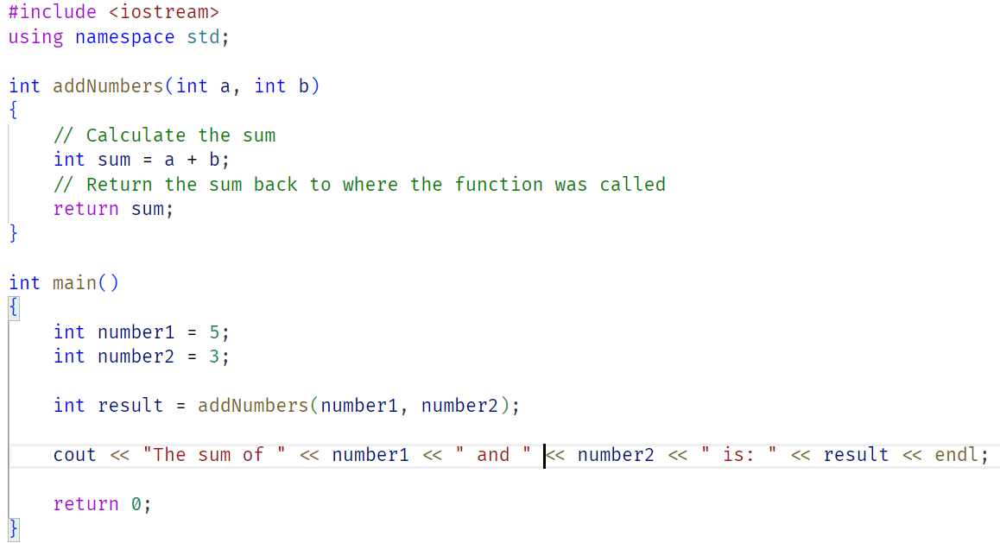 #include <iostream>
using namespace std;

int addNumbers(int a, int b)
{
    // Calculate the sum
    int sum = a + b;
    // Return the sum back to where the function was called
    return sum;
}

int main()
{
    int number1 = 5;
    int number2 = 3;

    int result = addNumbers(number1, number2);

    cout << "The sum of " << number1 << " and " << number2 << " is: " << result << endl;

    return 0;
}